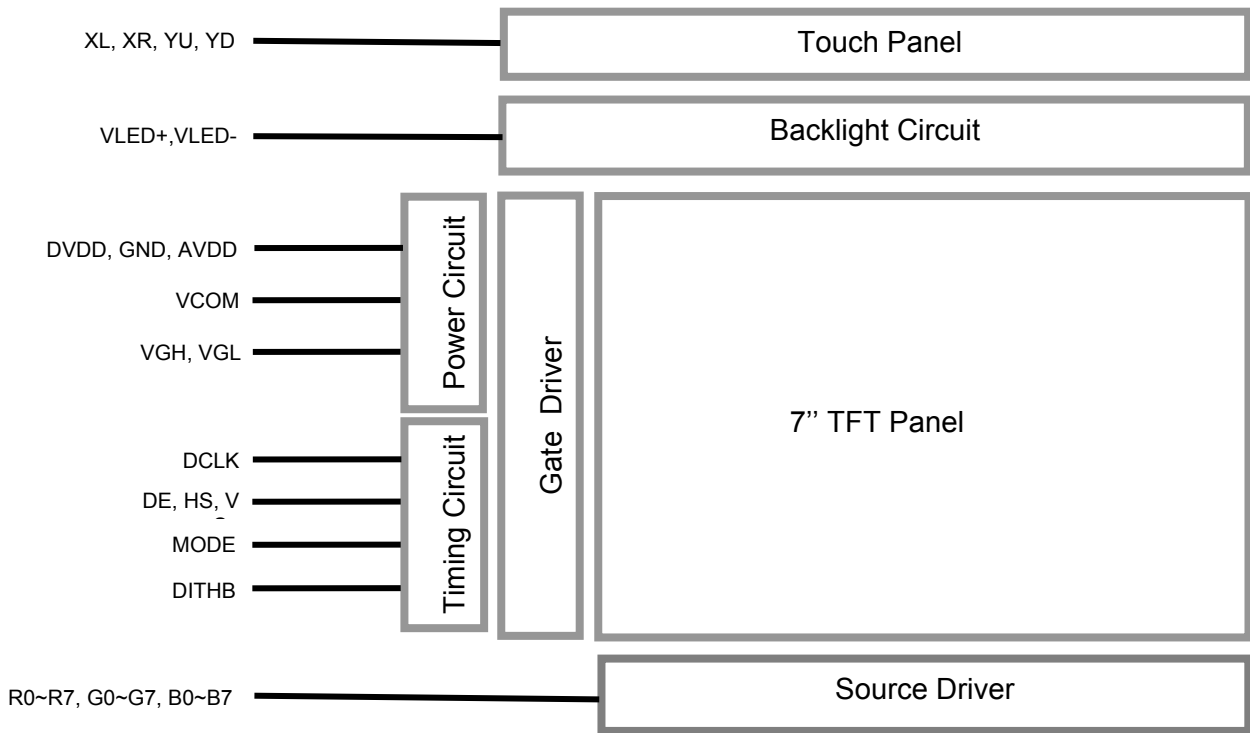 XL, XR, YU, YD
Touch Panel
VLED+,VLED-
Backlight Circuit
DVDD, GND, AVDD
VCOM
VGH, VGL
Power Circuit
DCLK
DE, HS, V
MODE
DITHB
Timing Circuit
Gate Driver
7’’ TFT Panel
R0~R7, G0~G7, B0~B7
Source Driver